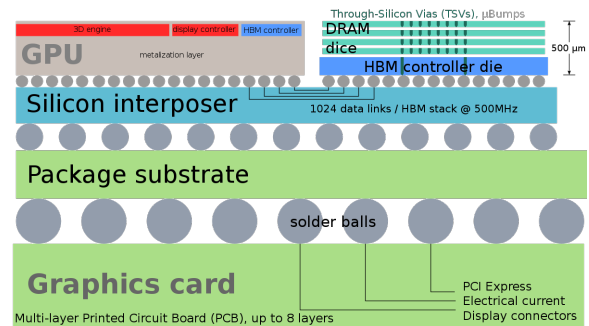 Through-Silicon Vias (TSVs), µBumps
3D engine
display controller
HBM controller
DRAM
dice
GPU
metalization layer
500 µm
HBM controller die
Silicon interposer
1024 data links / HBM stack @ 500MHz
Package substrate
solder balls
Graphics card
PCI Express
Electrical current
Display connectors
Multi-layer Printed Circuit Board (PCB), up to 8 layers